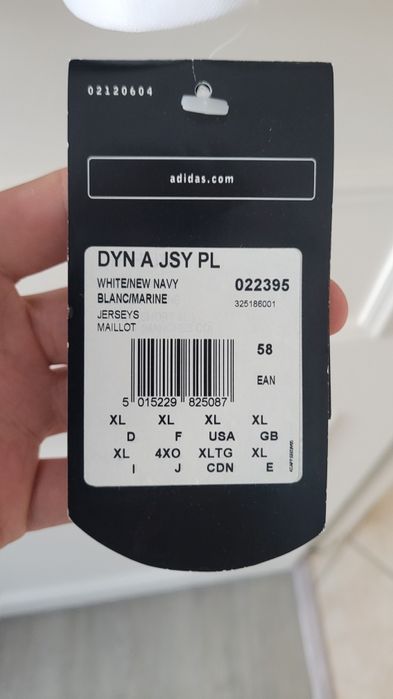 02120604
adidas.com
DYN A JSY PL
WHITE/NEW NAVY 022395
BLANC/MARINE 325186001
JERSEYS
MAILLOT
58
EAN
5 015229 825087
XL XL XL XL
D F USA GB
XL 4XO XLTG XL
I J CDN E